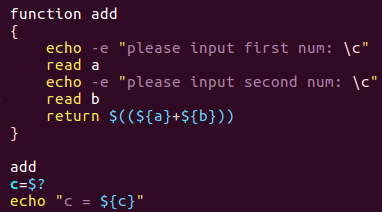 function add
{
    echo -e "please input first num: \c"
    read a
    echo -e "please input second num: \c"
    read b
    return $((${a}+${b}))
}

add
c=$?
echo "c = ${c}"